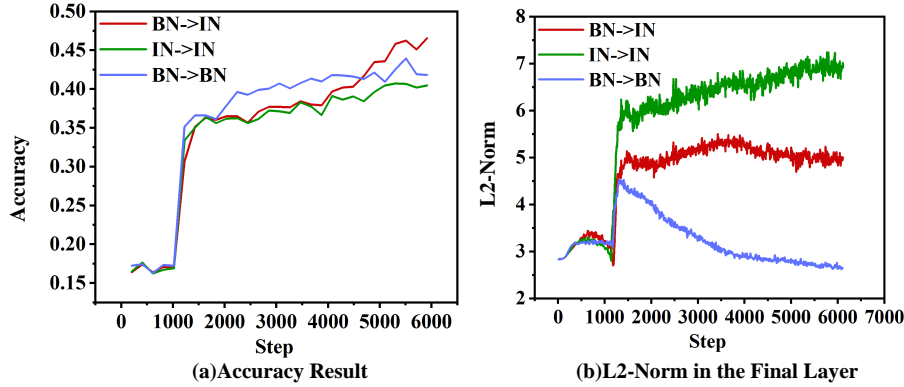 BN->IN
IN->IN
BN->BN
0.50
0.45
0.40
0.35
0.30
0.25
0.20
0.15
Accuracy
0 1000 2000 3000 4000 5000 6000
Step
(a)Accuracy Result
BN->IN
IN->IN
BN->BN
8
7
6
5
4
3
2
L2-Norm
0 1000 2000 3000 4000 5000 6000 7000
Step
(b)L2-Norm in the Final Layer